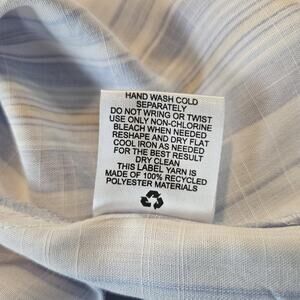 HAND WASH COLD
SEPARATELY
DO NOT WRING OR TWIST
USE ONLY NON-CHLORINE
BLEACH WHEN NEEDED
RESHAPE AND DRY FLAT
COOL IRON AS NEEDED
FOR THE BEST RESULT
DRY CLEAN
THIS LABEL YARN IS
MADE OF 100% RECYCLED
POLYESTER MATERIALS